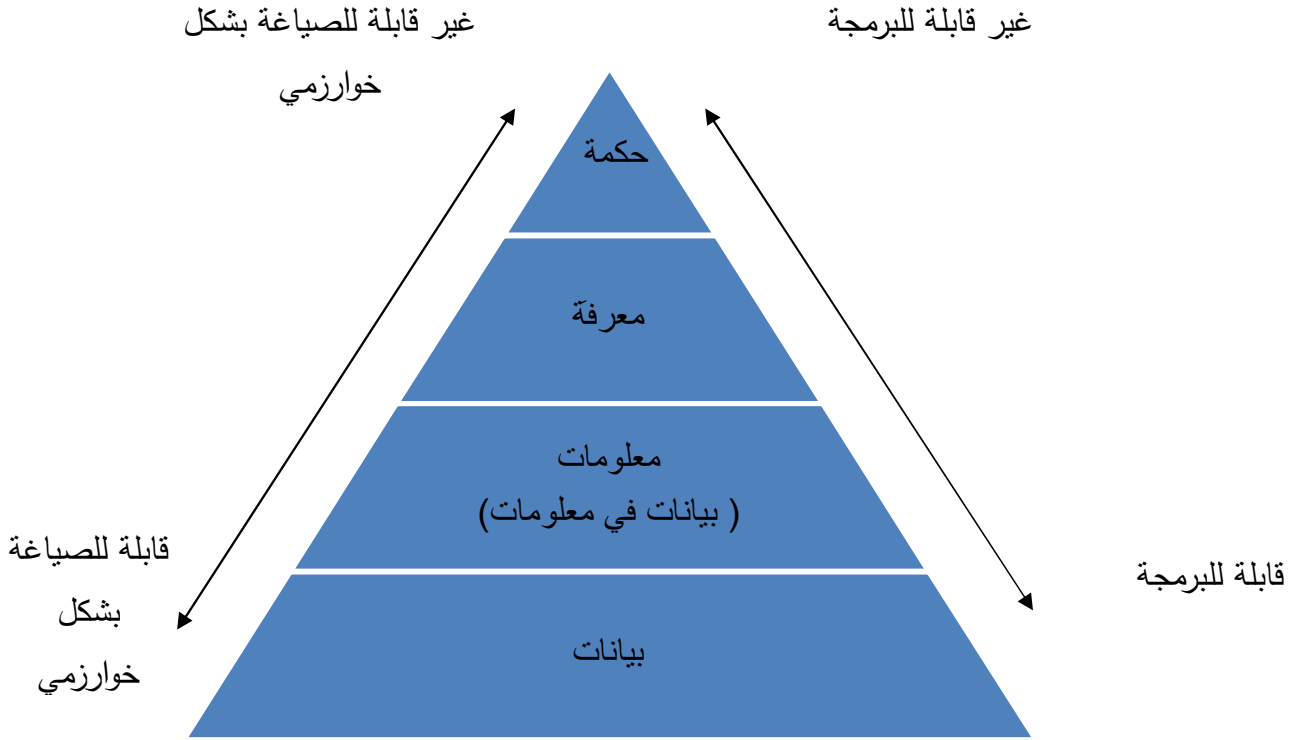 غير قابلة للبرمجة
غير قابلة للصياغة بشكل
خوارزمي
حكمة
معرفة
معلومات
( بيانات في معلومات)
بيانات
قابلة للبرمجة
قابلة للصياغة
بشكل
خوارزمي